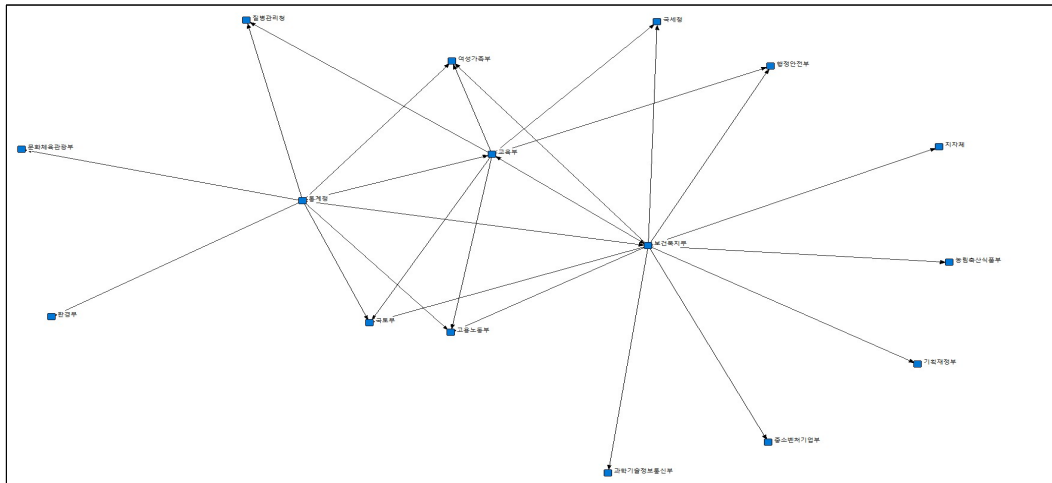 질병관리청
국세청
여성가족부
행정안전부
문화체육관광부
지자체
교육부
통계청
보건복지부
농림축산식품부
환경부
국토부
고용노동부
기획재정부
중소벤처기업부
과학기술정보통신부